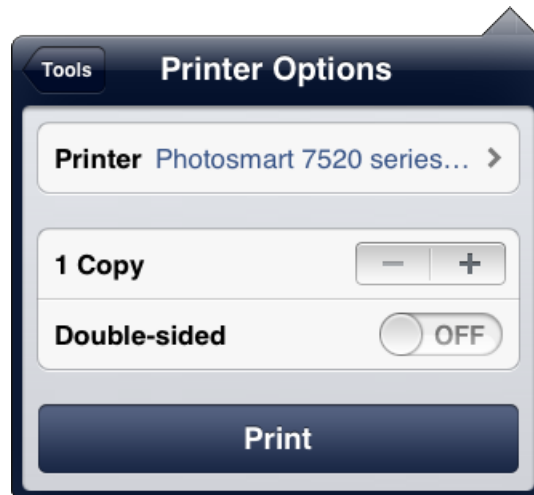 Tools Printer Options
Printer Photosmart 7520 series...
1 Copy
Double-sided OFF
Print